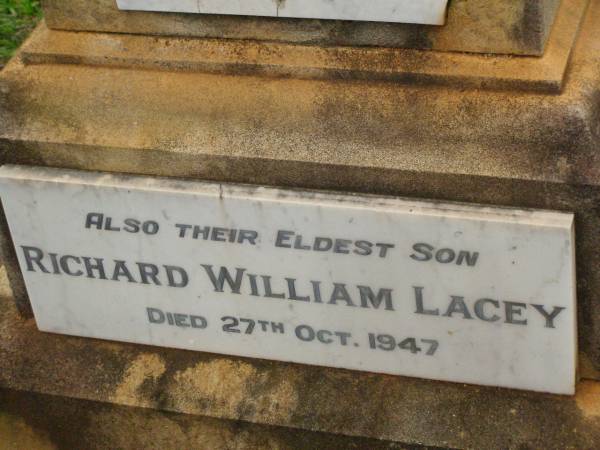 Also their Eldest Son
Richard William Lacey
Died 27th Oct. 1947